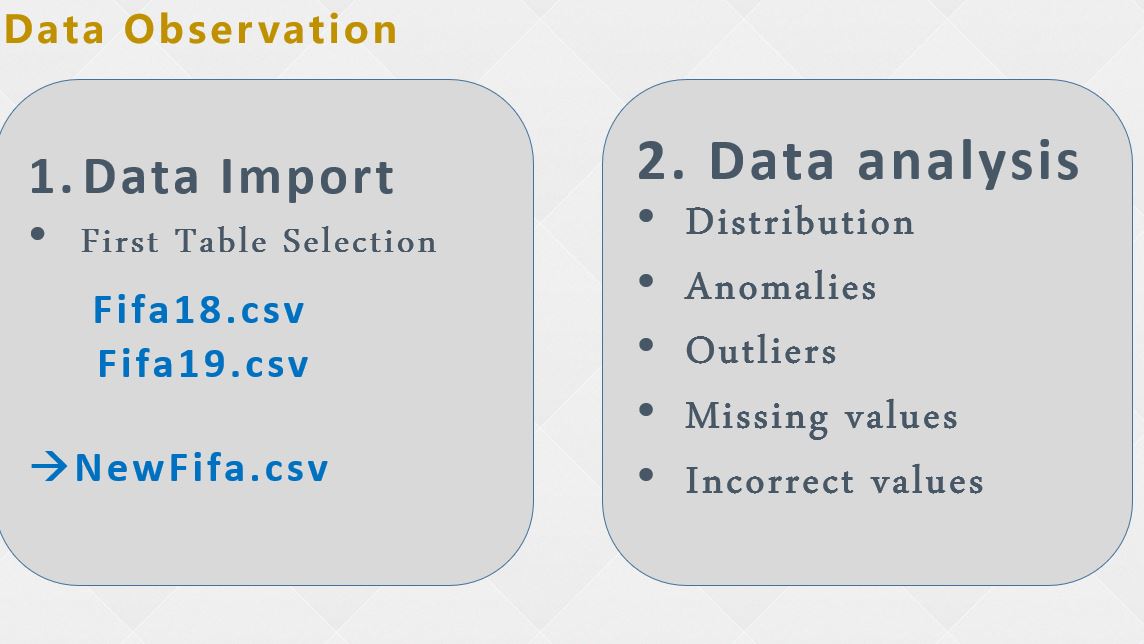 Data Observation
1. Data Import
• First Table Selection
Fifa18.csv
Fifa19.csv
→NewFifa.csv
2. Data analysis
• Distribution
• Anomalies
• Outliers
• Missing values
• Incorrect values